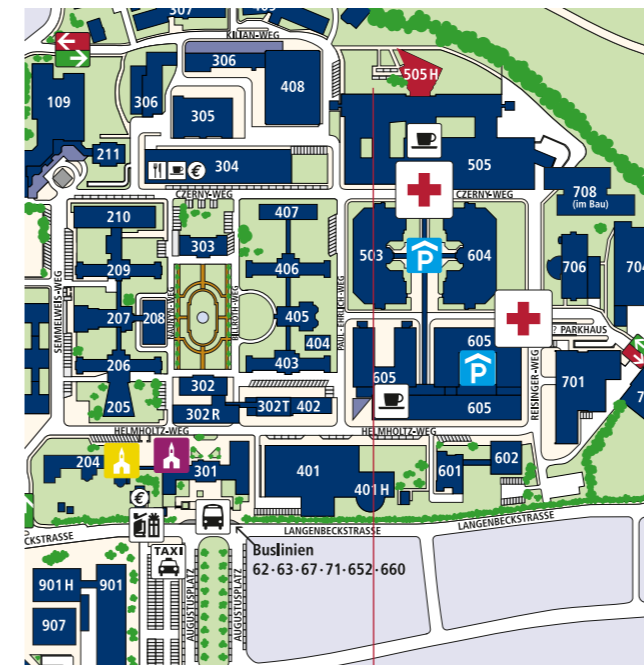 307
KILIAN-WEG
306
408
505 H
109
306
305
211
304
505
CZERNY-WEG
CZERNY-WEG
708
(im Bau)
210
407
303
503
604
706
704
209
406
SEMMELWEIS-WEG
BILLROTH-WEG
PAUL-EHRLICH-WEG
207
208
405
404
PARKHAUS
605
206
403
605
701
REISINGER-WEG
205
302
302 R
302T
402
605
HELMHOLTZ-WEG
HELMHOLTZ-WEG
204
301
401
401 H
601
602
LANGENBECKSTRASSE
LANGENBECKSTRASSE
CKSTRASSE
TAXI
Buslinien
62·63·67·71·652·660
901 H
901
907
AUGUSTUSPLATZ
AUGUSTUSPLATZ
P
P
€
€